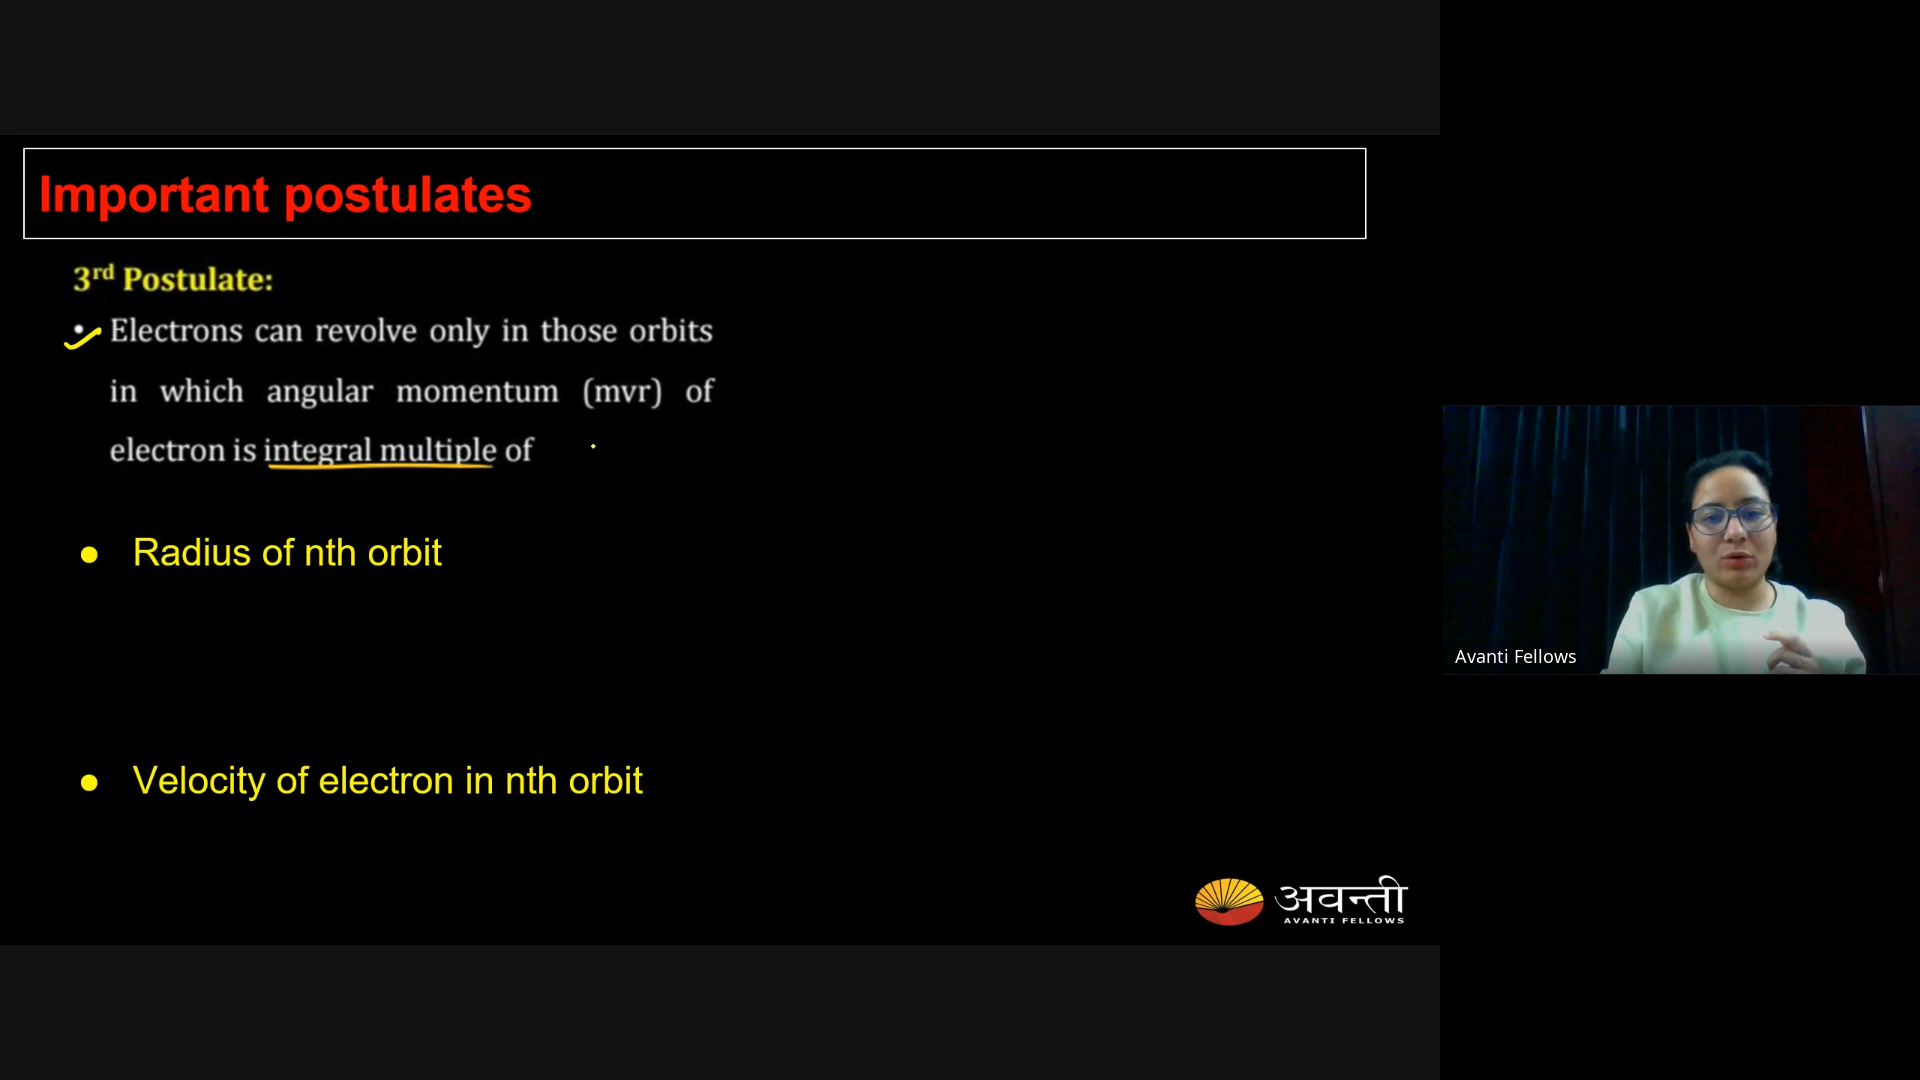 Important postulates
3rd Postulate:
• Electrons can revolve only in those orbits
in which angular momentum (mvr) of
electron is integral multiple of
● Radius of nth orbit
● Velocity of electron in nth orbit
Avanti Fellows
अवन्ती
AVANTI FELLOWS